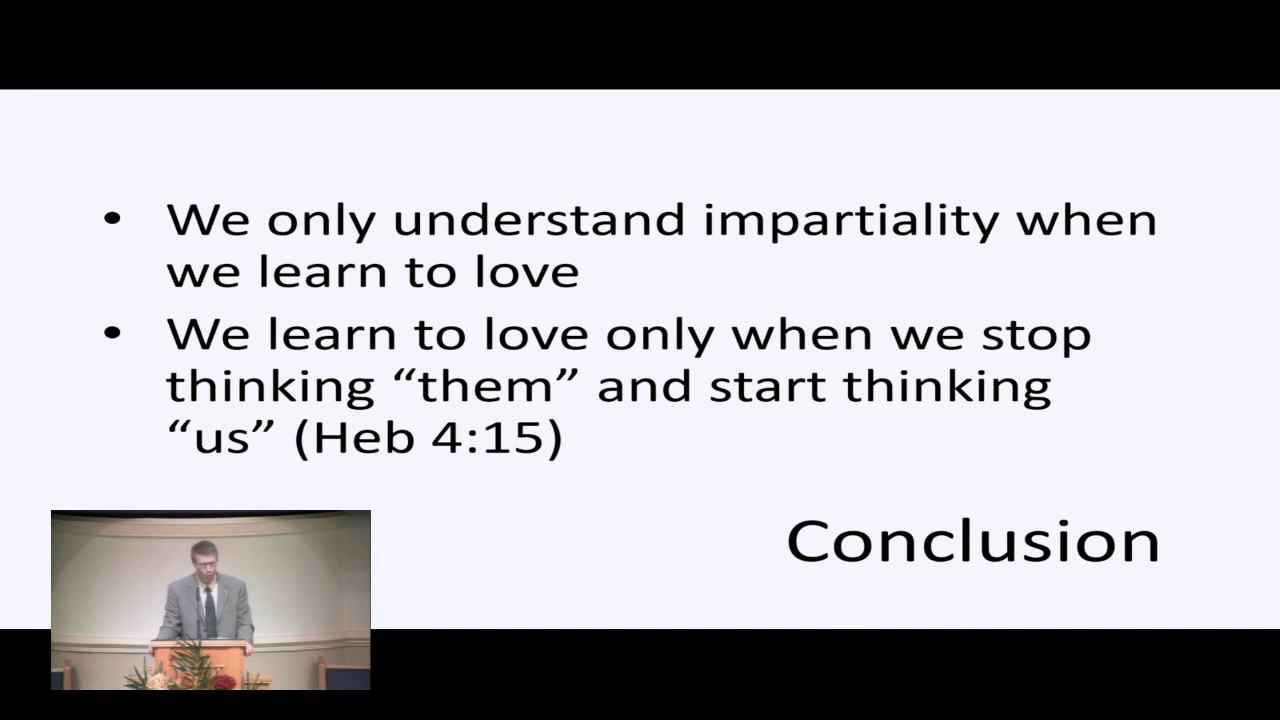 • We only understand impartiality when
we learn to love
• We learn to love only when we stop
thinking “them” and start thinking
“us” (Heb 4:15)
Conclusion